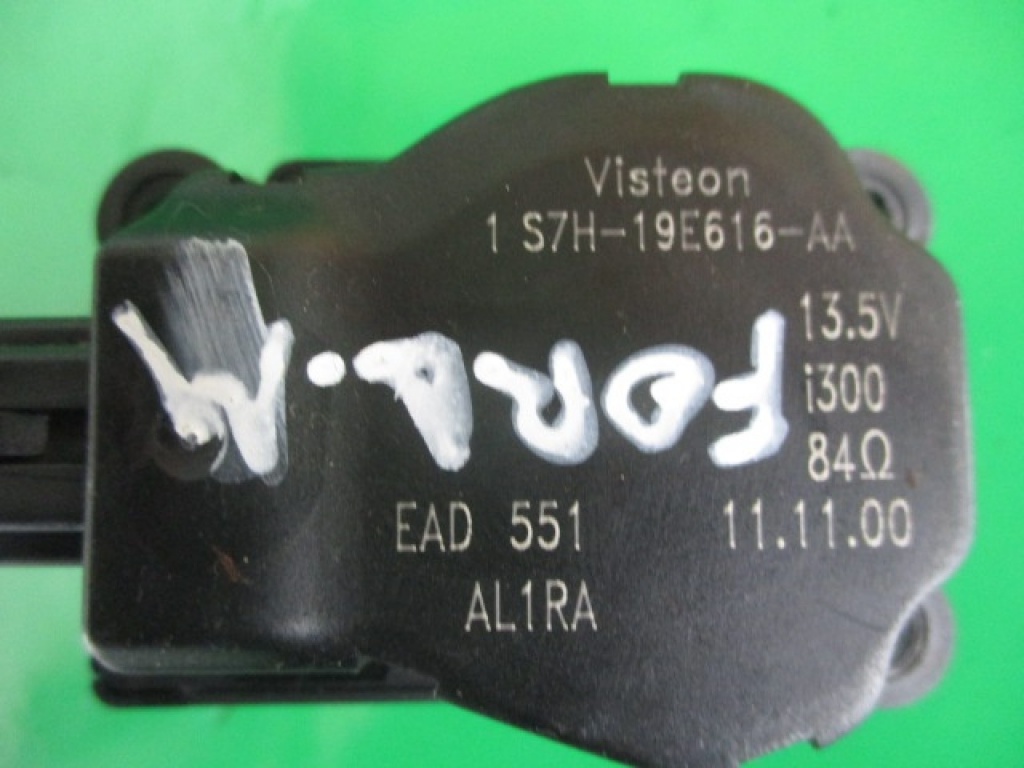 Visteon
1 S7H-19E616-AA
13.5V
i300
84Ω
FORD.M
EAD 551 11.11.00
AL1RA